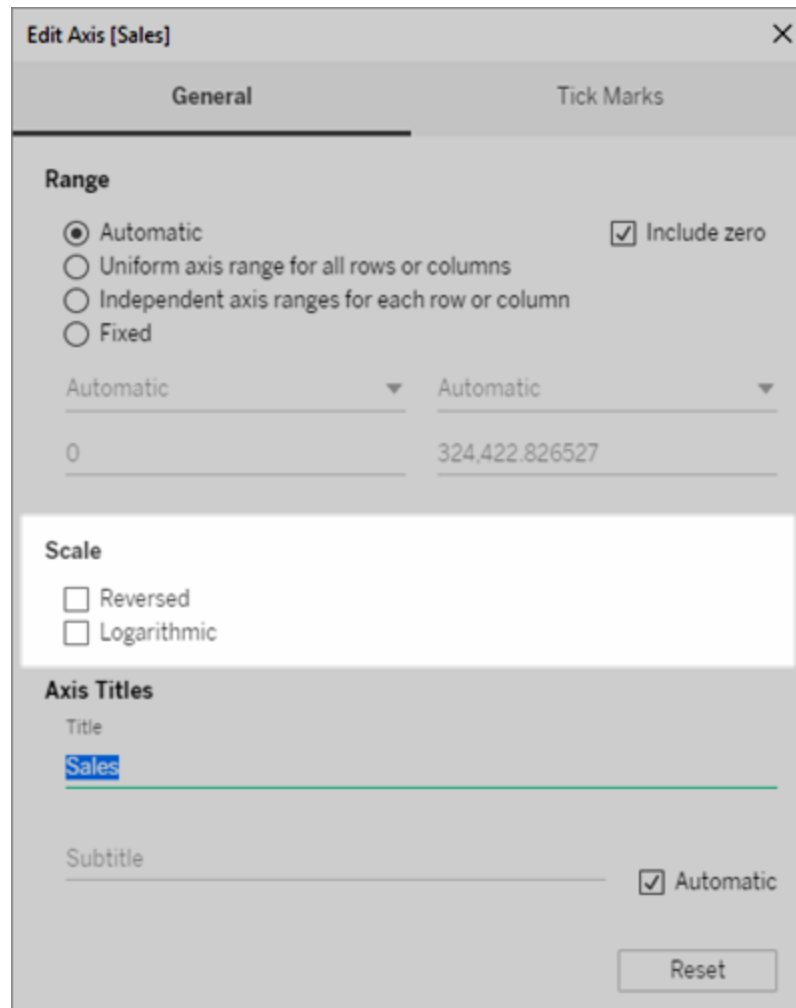 Edit Axis [Sales]
General Tick Marks
Range
Automatic Include zero
Uniform axis range for all rows or columns
Independent axis ranges for each row or column
Fixed
Automatic Automatic
0 324,422.826527
Scale
Reversed
Logarithmic
Axis Titles
Title
Sales
Subtitle Automatic
Reset